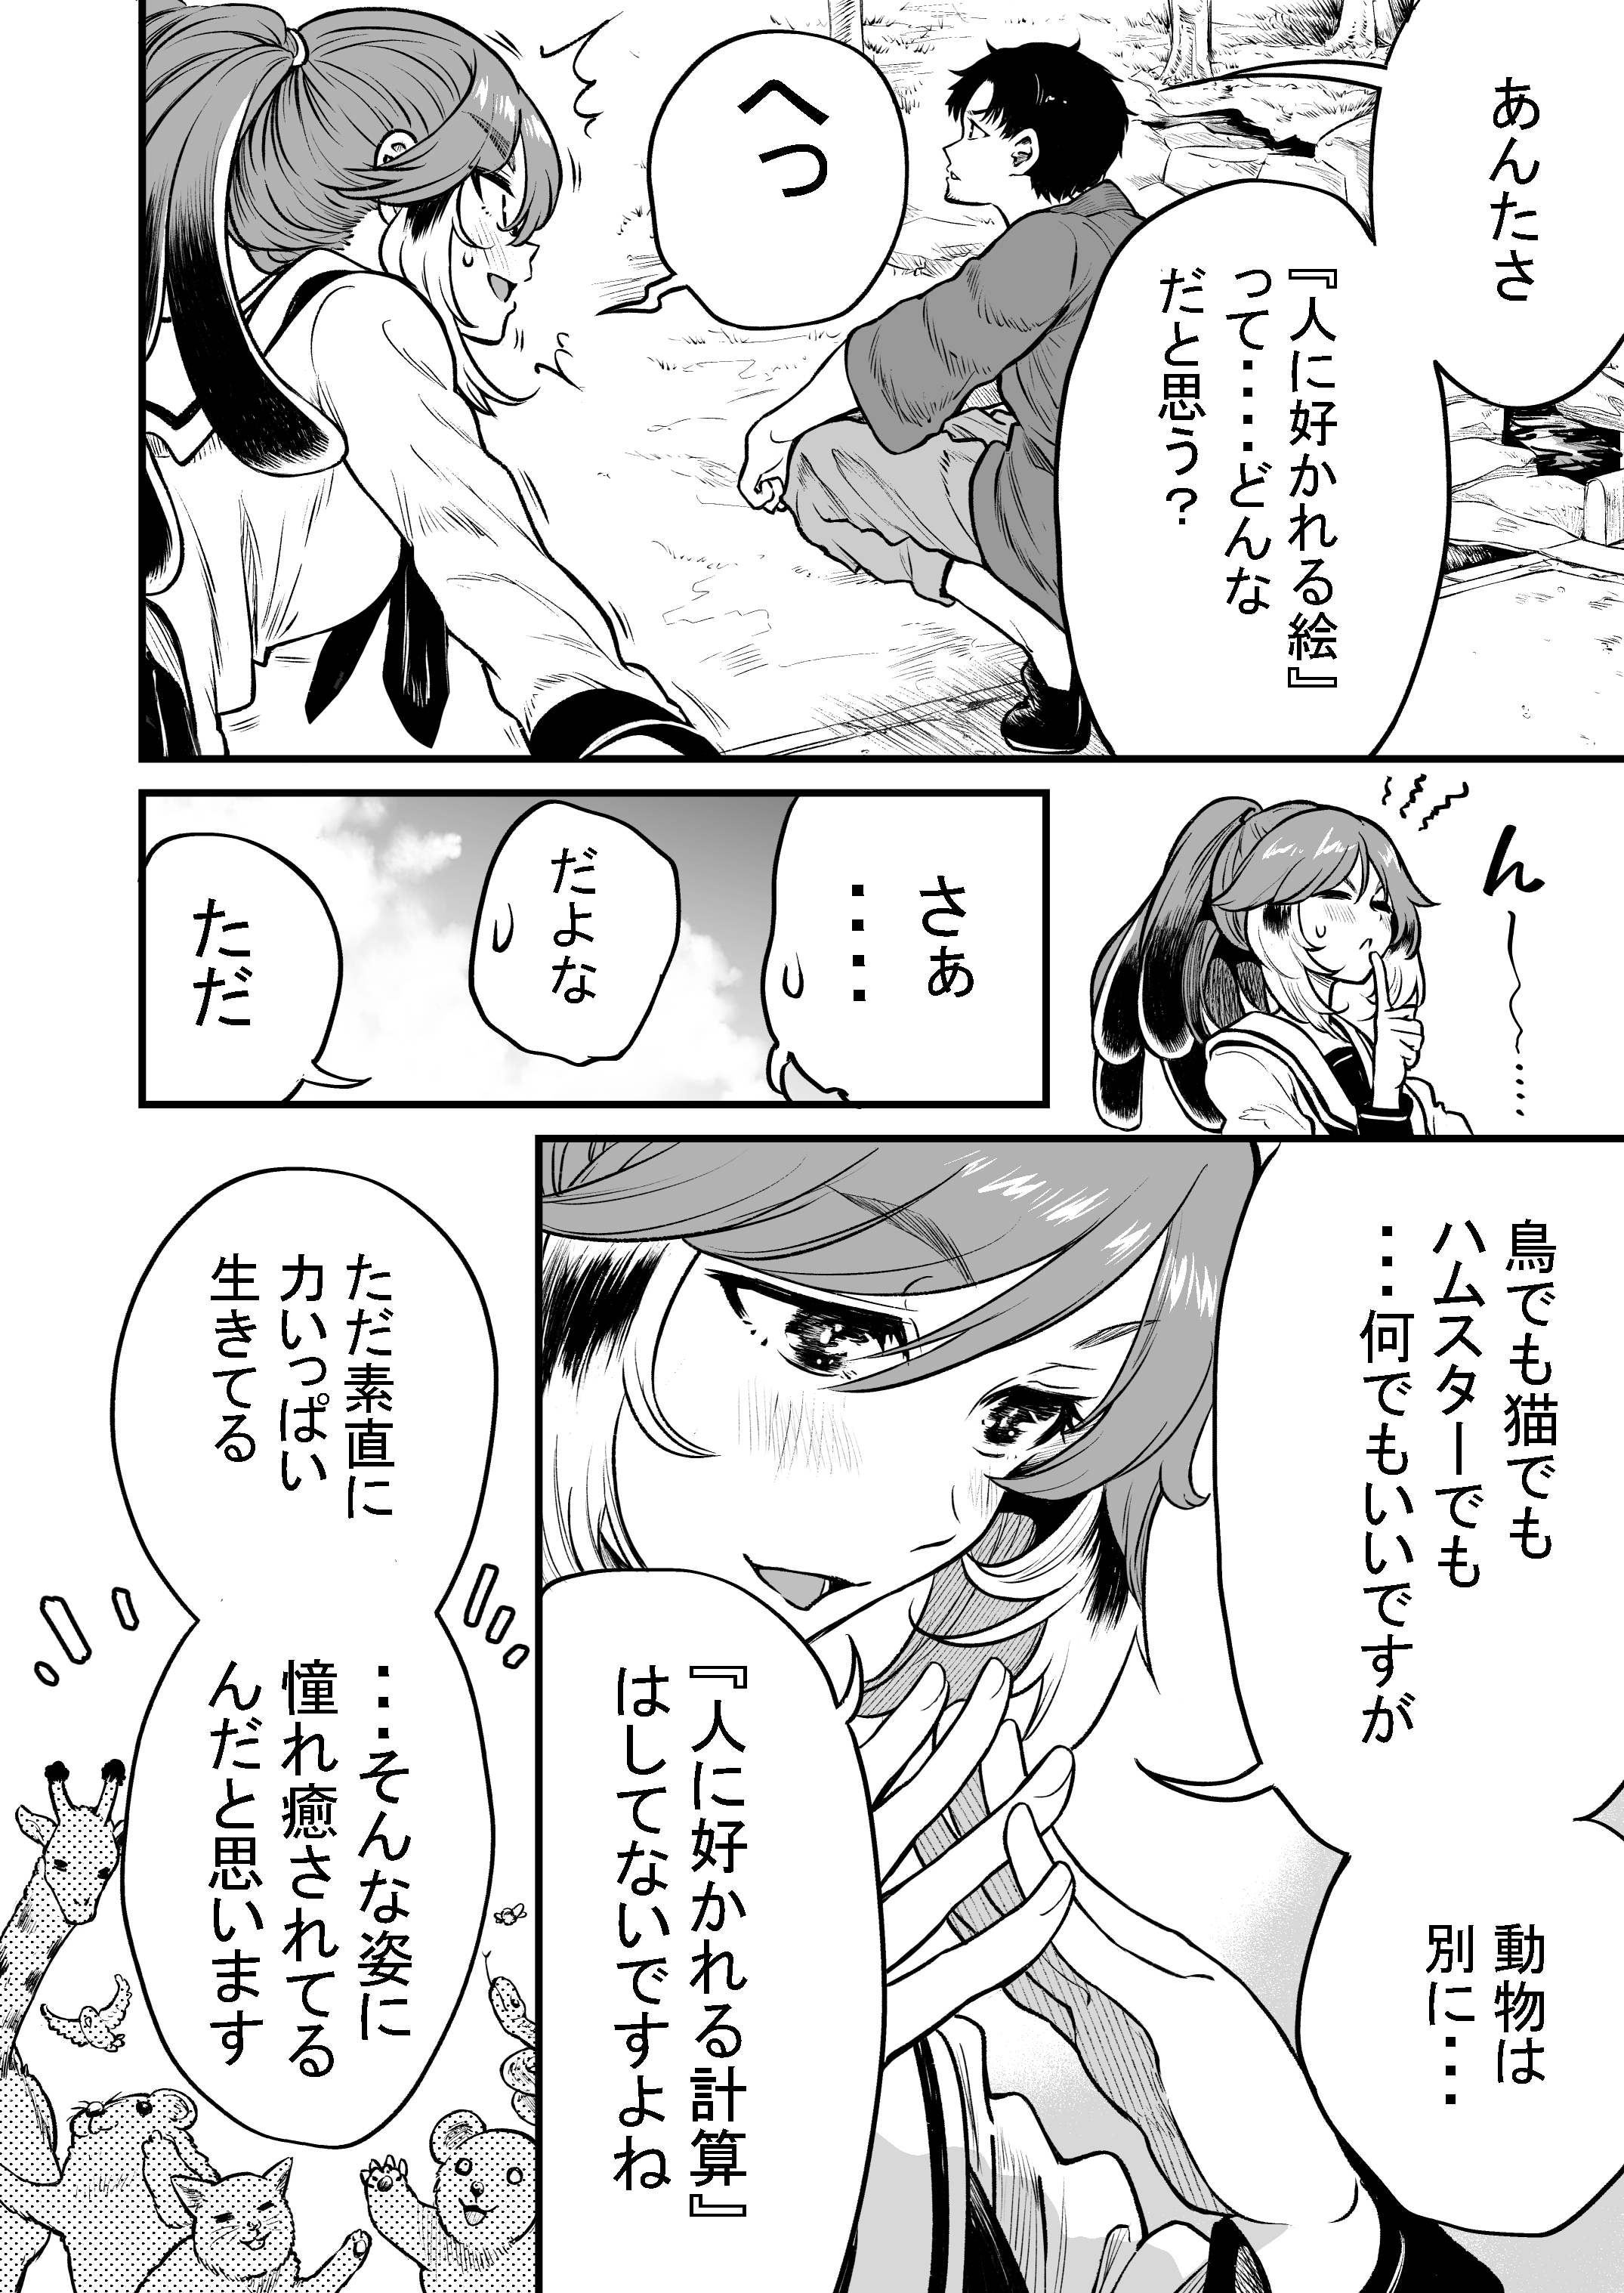 あんたさ
『人に好かれる絵』
って・・・・どんな
だと思う？
へっ
ん〜……
さぁ
・・・・
だよな
ただ
鳥でも猫でも
ハムスターでも
・・・何でもいいですが
動物は
別に・・・
『人に好かれる計算』
はしてないですよね
ただ素直に
力いっぱい
生きてる
・・・そんな姿に
憧れ癒されてる
んだと思います